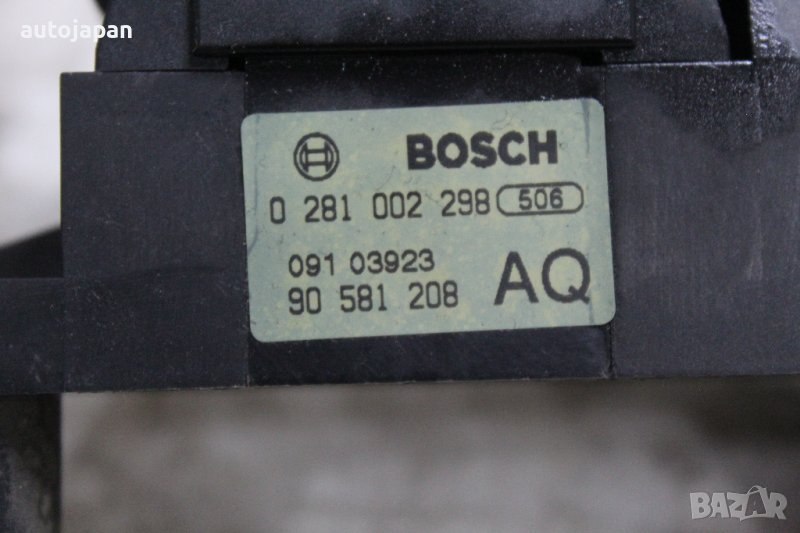 autojapan
BOSCH
0 281 002 298 506
091 03923
90 581 208 AQ
BAZAR